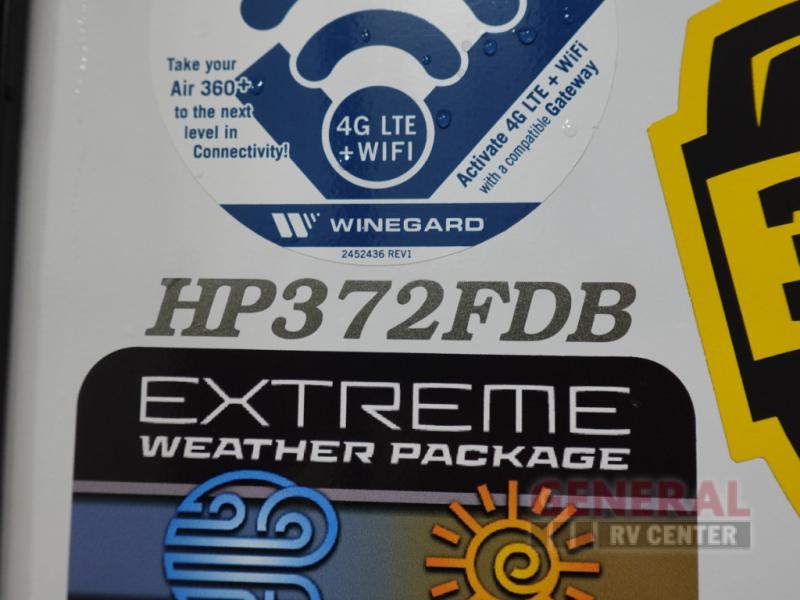 Take your
Air 360+
to the next
level in
Connectivity!
4G LTE
+ WIFI
Activate 4G LTE + WiFi
with a compatible Gateway
WINEGARD
2452436 REV1
HP372FDB
EXTREME
WEATHER PACKAGE
GENERAL
RV CENTER